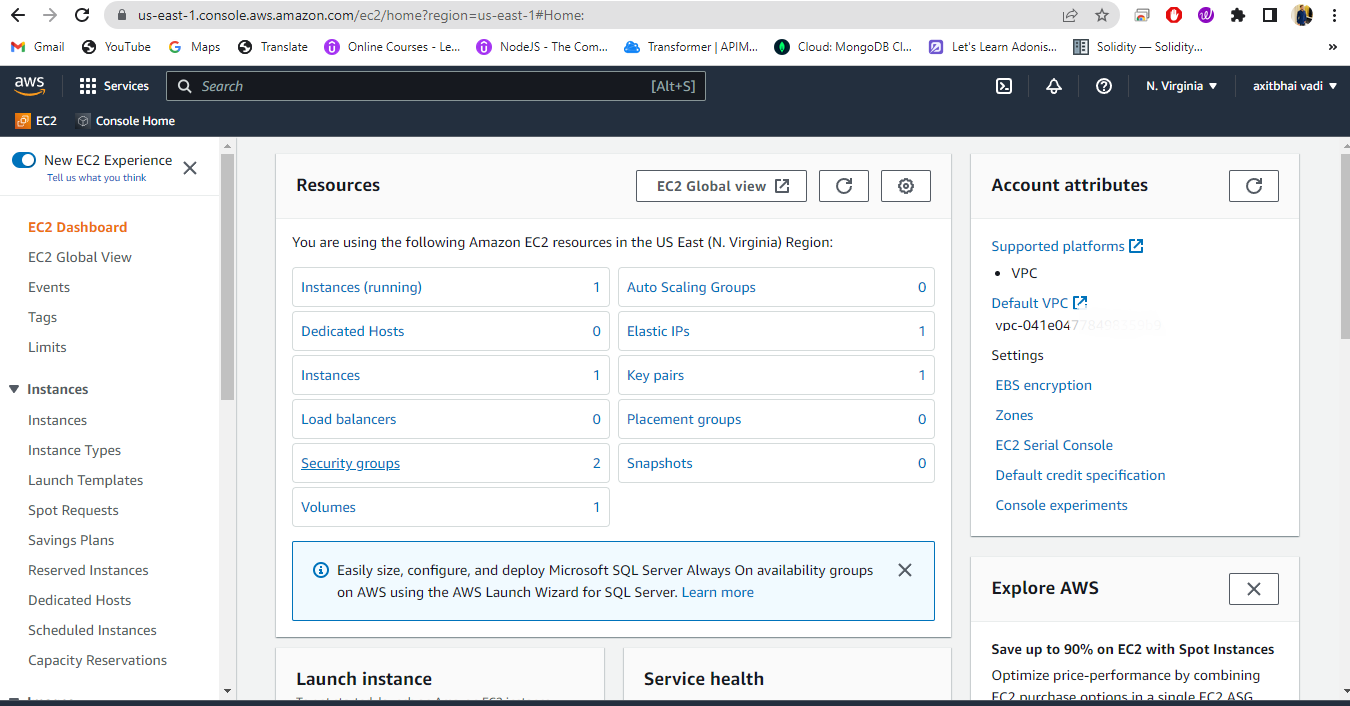 us-east-1.console.aws.amazon.com/ec2/home?region=us-east-1#Home:
Gmail
YouTube
Maps
Translate
Online Courses - Le...
NodeJS - The Com...
Transformer | APIM...
Cloud: MongoDB Cl...
Let's Learn Adonis...
Solidity — Solidity...
»
aws
Services
Search
[Alt+S]
N. Virginia
axitbhai vadi
EC2
Console Home
New EC2 Experience
Tell us what you think
EC2 Dashboard
EC2 Global View
Events
Tags
Limits
Instances
Instances
Instance Types
Launch Templates
Spot Requests
Savings Plans
Reserved Instances
Dedicated Hosts
Scheduled Instances
Capacity Reservations
Resources
EC2 Global view
You are using the following Amazon EC2 resources in the US East (N. Virginia) Region:
Instances (running) 1
Auto Scaling Groups 0
Dedicated Hosts 0
Elastic IPs 1
Instances 1
Key pairs 1
Load balancers 0
Placement groups 0
Security groups 2
Snapshots 0
Volumes 1
Easily size, configure, and deploy Microsoft SQL Server Always On availability groups
on AWS using the AWS Launch Wizard for SQL Server. Learn more
Launch instance
Service health
Account attributes
Supported platforms
• VPC
Default VPC
Settings
EBS encryption
Zones
EC2 Serial Console
Default credit specification
Console experiments
Explore AWS
Save up to 90% on EC2 with Spot Instances
Optimize price-performance by combining
EC2 purchase options in a single EC2 ASG